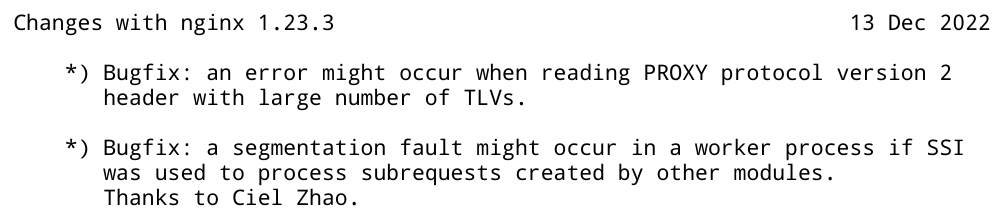 Changes with nginx 1.23.3                                        13 Dec 2022
    *) Bugfix: an error might occur when reading PROXY protocol version 2
       header with large number of TLVs.
    *) Bugfix: a segmentation fault might occur in a worker process if SSI
       was used to process subrequests created by other modules.
       Thanks to Ciel Zhao.